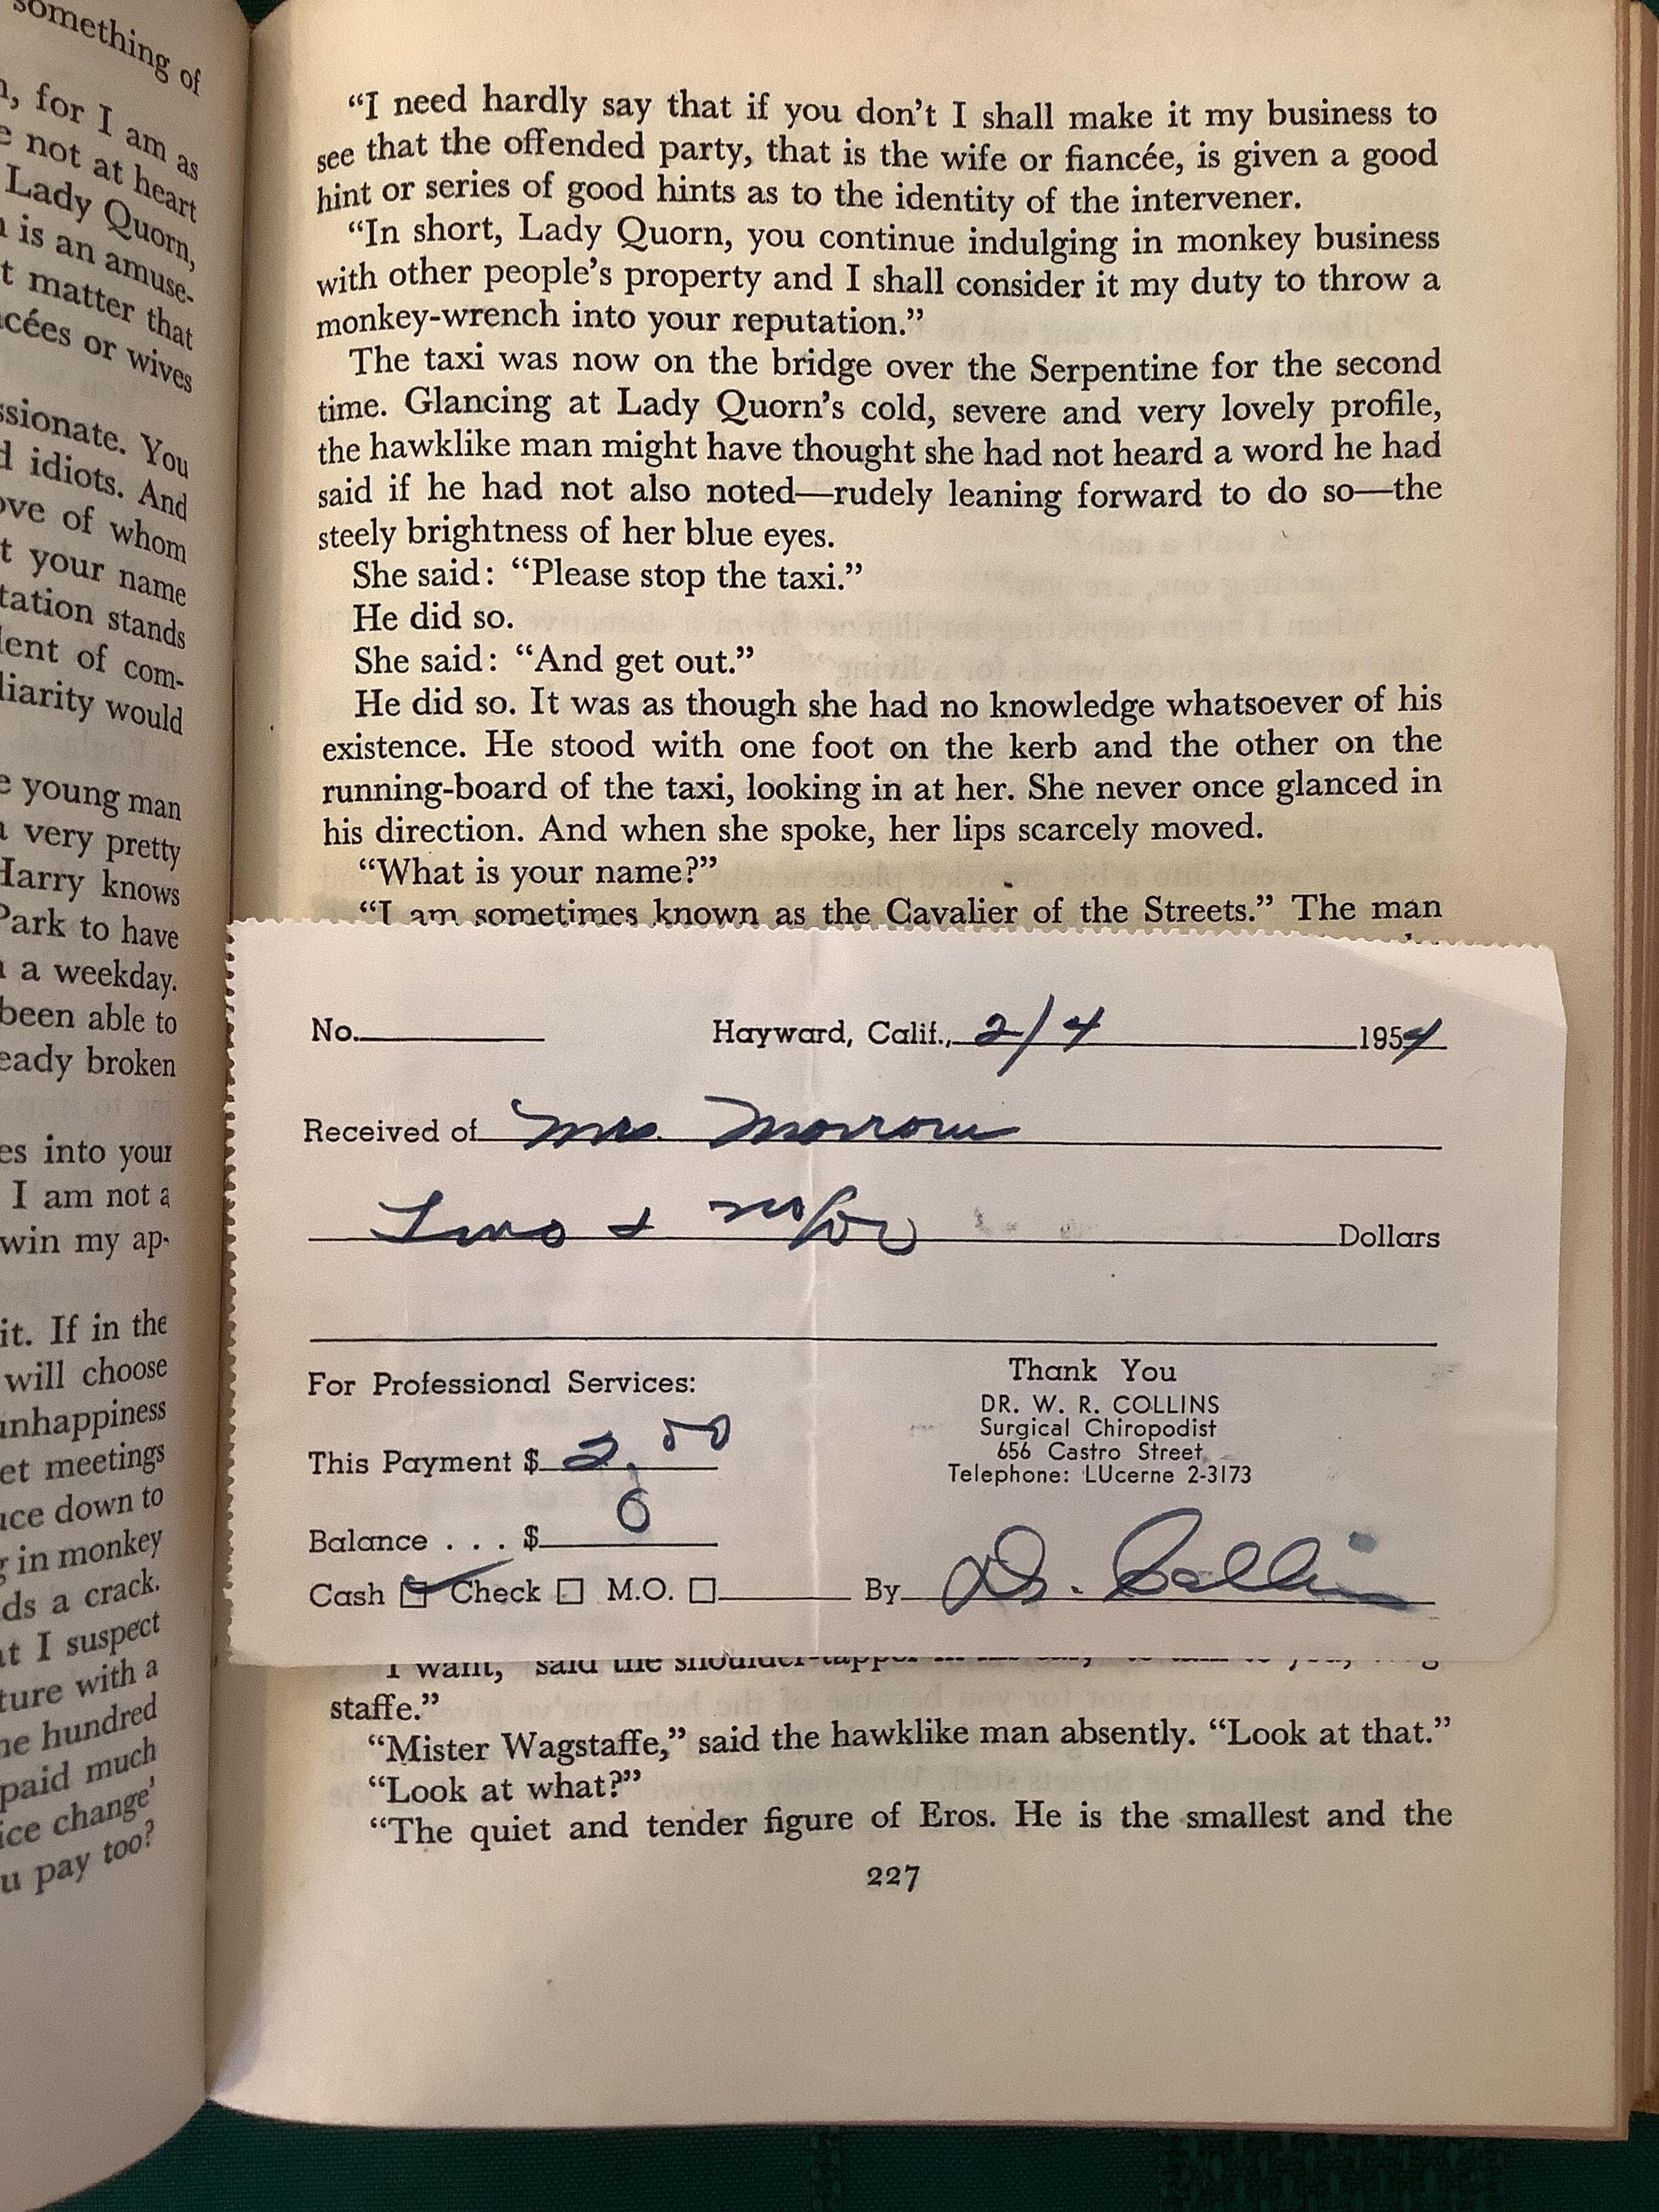 something of
for I am as
not at heart
Lady Quorn,
is an amuse-
matter that
or wives
You
idiots. And
of whom
your name
stands
of com-
would
young man
very pretty
Harry knows
Park to have
a weekday.
been able to
broken
into your
I am not a
win my ap-
it. If in the
will choose
unhappiness
meetings
down to
in monkey
a crack.
I suspect
with a
hundred
paid much
change’
pay too?
“I need hardly say that if you don’t I shall make it my business to
see that the offended party, that is the wife or fiancée, is given a good
hint or series of good hints as to the identity of the intervener.
“In short, Lady Quorn, you continue indulging in monkey business
with other people’s property and I shall consider it my duty to throw a
monkey-wrench into your reputation.”
The taxi was now on the bridge over the Serpentine for the second
time. Glancing at Lady Quorn’s cold, severe and very lovely profile,
the hawklike man might have thought she had not heard a word he had
said if he had not also noted—rudely leaning forward to do so—the
steely brightness of her blue eyes.
She said: “Please stop the taxi.”
He did so.
She said: “And get out.”
He did so. It was as though she had no knowledge whatsoever of his
existence. He stood with one foot on the kerb and the other on the
running-board of the taxi, looking in at her. She never once glanced in
his direction. And when she spoke, her lips scarcely moved.
“What is your name?”
“I am sometimes known as the Cavalier of the Streets.” The man
No. Hayward, Calif., 2/4 1954
Received of Mrs. Morrow
Two & no/00 Dollars
For Professional Services:
Thank You
DR. W. R. COLLINS
Surgical Chiropodist
656 Castro Street
Telephone: LUcerne 2-3173
This Payment $ 2.00
Balance . . . $ 0
Cash Check M.O. By Dr. Collins
I want,” said the shoulder-tapper
staffe.”
“Mister Wagstaffe,” said the hawklike man absently. “Look at that.”
“Look at what?”
“The quiet and tender figure of Eros. He is the smallest and the
227